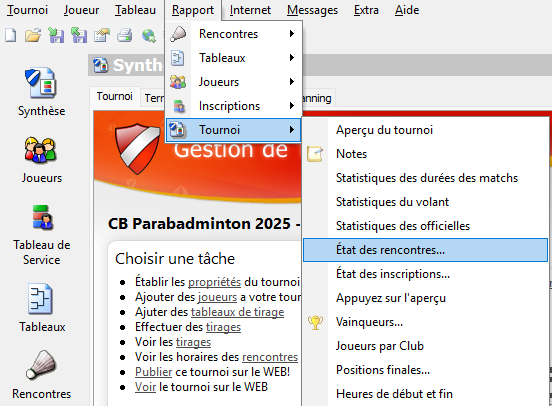 Tournoi Joueur Tableau Rapport Internet Messages Extra Aide
Rencontres
Tableaux
Joueurs
Inscriptions
Tournoi
Aperçu du tournoi
Notes
Statistiques des durées des matchs
Statistiques du volant
Statistiques des officielles
État des rencontres...
État des inscriptions...
Appuyez sur l'aperçu
Vainqueurs...
Joueurs par Club
Positions finales...
Heures de début et fin
Synthèse
Joueurs
Tableau de
Service
Tableaux
Rencontres
Tournoi
Gestion de
CB Parabadminton 2025 -
Choisir une tâche
Établir les propriétés du tournoi
Ajouter des joueurs a votre
Ajuter des tableaux de tirage
Effectuer des tirages
Voir les tirages
Voir les horaires des rencontres
Publier ce tournoi sur le WEB!
Voir le tournoi sur le WEB